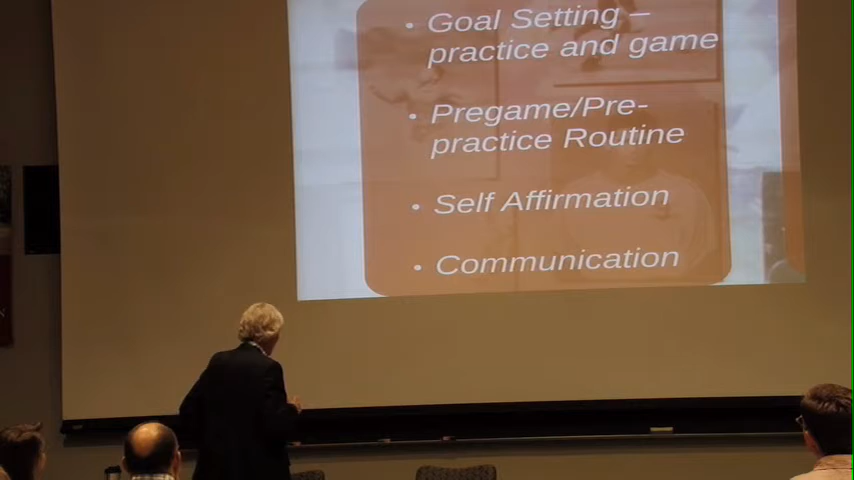 • Goal Setting –
practice and game
• Pregame/Pre-
practice Routine
• Self Affirmation
• Communication